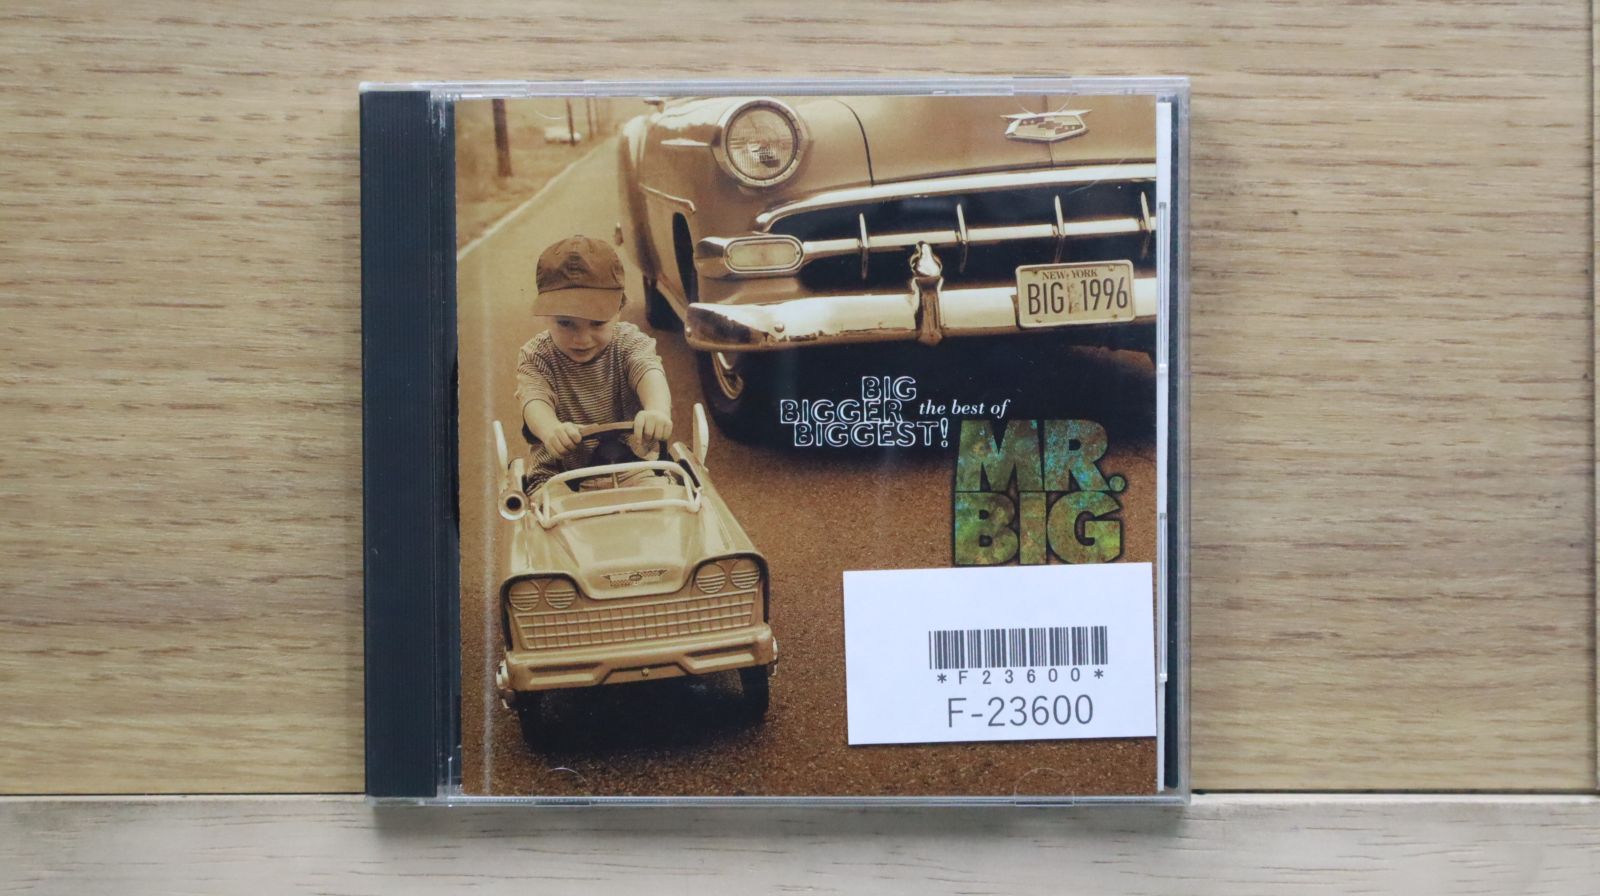 NEW YORK
BIG 1996
BIG
BIGGER
BIGGEST!
the best of
MR.
BIG
*F23600*
F-23600